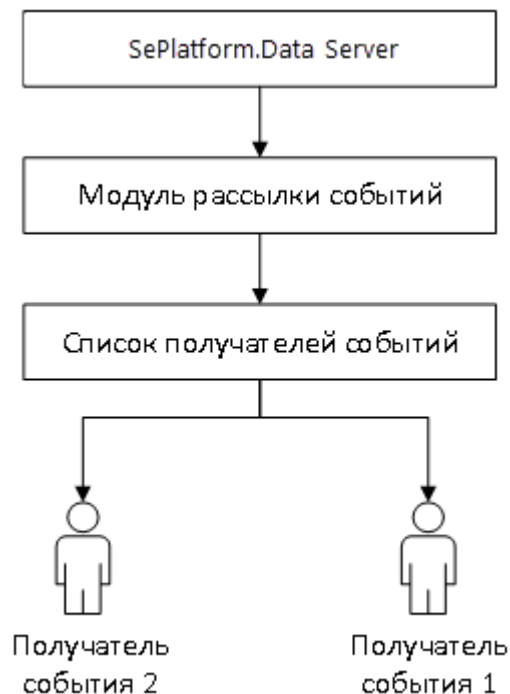 SePlatform.Data Server
Модуль рассылки событий
Список получателей событий
Получатель
события 2
Получатель
события 1